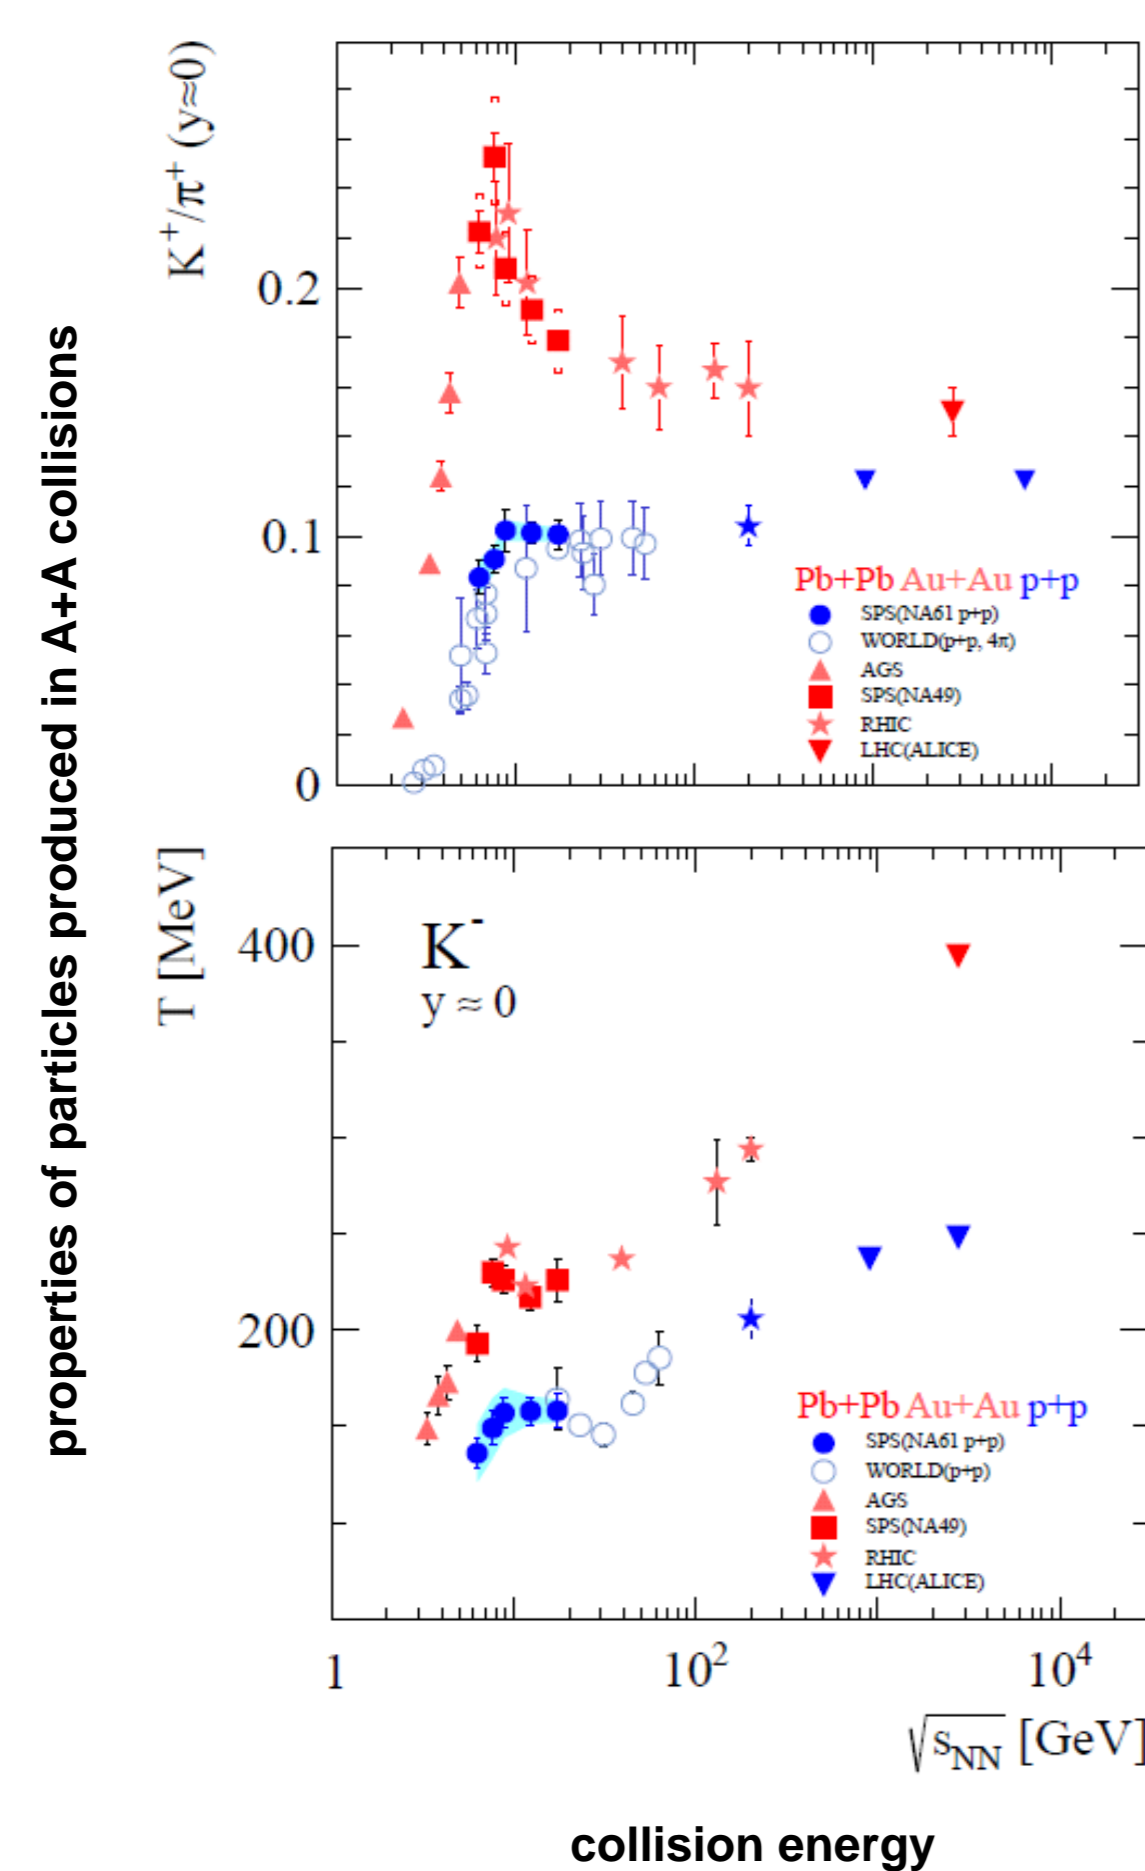 properties of particles produced in A+A collisions
K⁺/π⁺ (y≈0)
0.2
0.1
0
Pb+Pb Au+Au p+p
SPS(NA61 p+p)
WORLD(p+p, 4π)
AGS
SPS(NA49)
RHIC
LHC(ALICE)
T [MeV]
400
200
K⁻
y ≈ 0
Pb+Pb Au+Au p+p
SPS(NA61 p+p)
WORLD(p+p)
AGS
SPS(NA49)
RHIC
LHC(ALICE)
1 10² 10⁴
√sNN [GeV]
collision energy